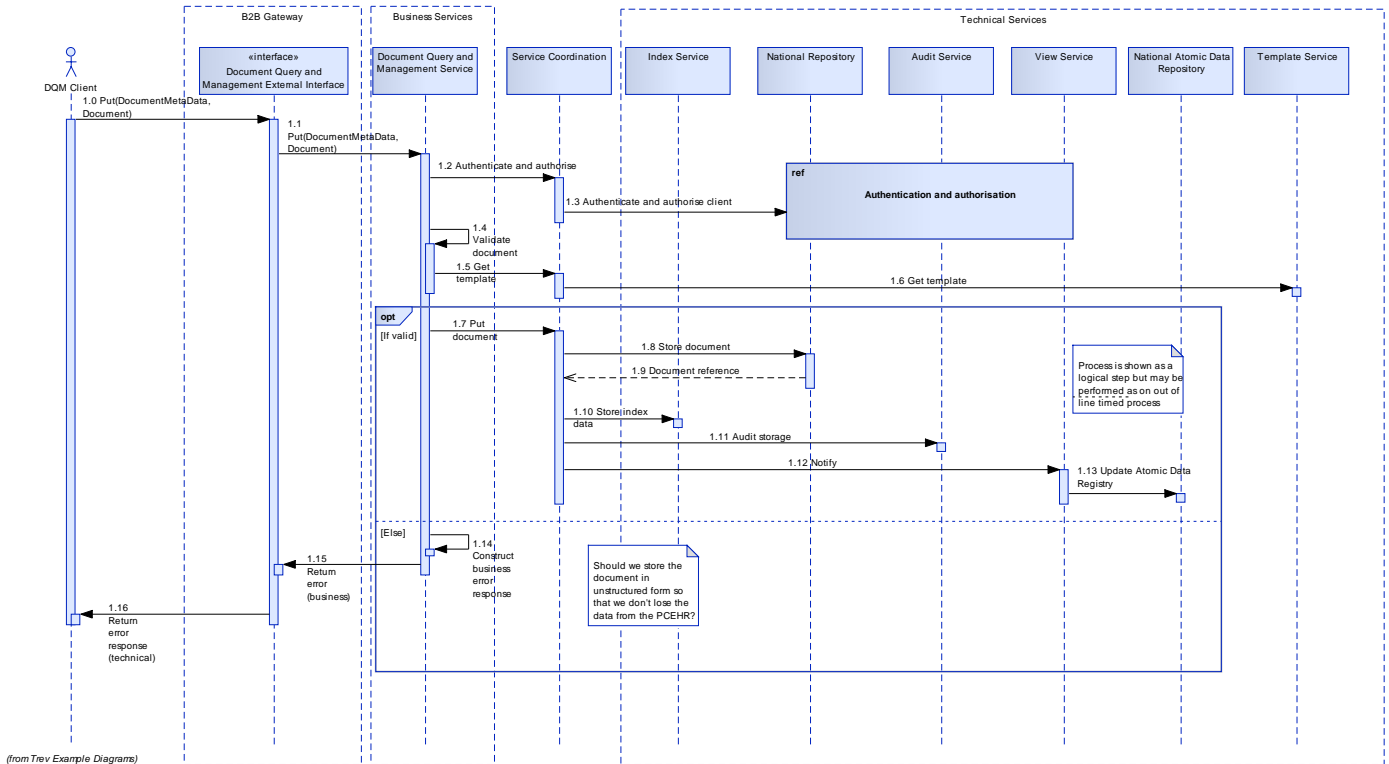 B2B Gateway
Business Services
Technical Services
«interface»
Document Query and
Management External Interface
Document Query and
Management Service
Service Coordination
Index Service
National Repository
Audit Service
View Service
National Atomic Data
Repository
Template Service
DQM Client
1.0 Put(DocumentMetaData,
Document)
1.1
Put(DocumentMetaData,
Document)
1.2 Authenticate and authorise
ref
Authentication and authorisation
1.3 Authenticate and authorise client
1.4
Validate
document
1.5 Get
template
1.6 Get template
opt
[If valid]
1.7 Put
document
1.8 Store document
1.9 Document reference
Process is shown as a
logical step but may be
performed as on out of
line timed process
1.10 Store index
data
1.11 Audit storage
1.12 Notify
1.13 Update Atomic Data
Registry
[Else]
1.14
Construct
business
error
response
1.15
Return
error
(business)
Should we store the
document in
unstructured form so
that we don't lose the
data from the PCEHR?
1.16
Return
error
response
(technical)
(from Trev Example Diagrams)